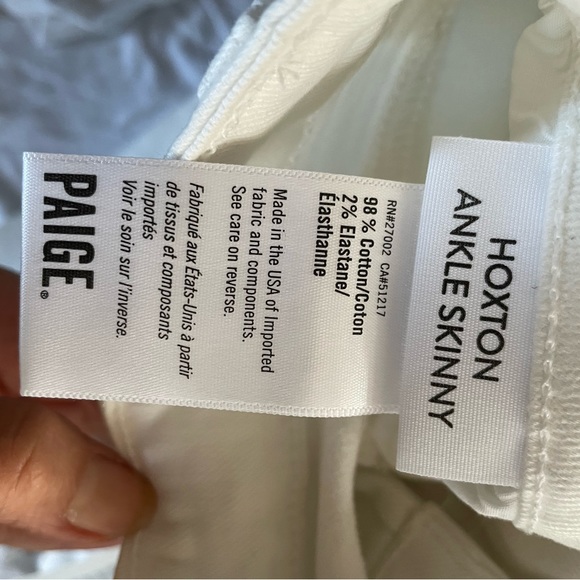 HOXTON
ANKLE SKINNY
RN#27002 CA#51217
98% Cotton/Coton
2% Elastane/
Élasthanne
Made in the USA of Imported
fabric and components.
See care on reverse.
Fabriqué aux États-Unis à partir
de tissus et composants
importés
Voir le soin sur l'inverse.
PAIGE®